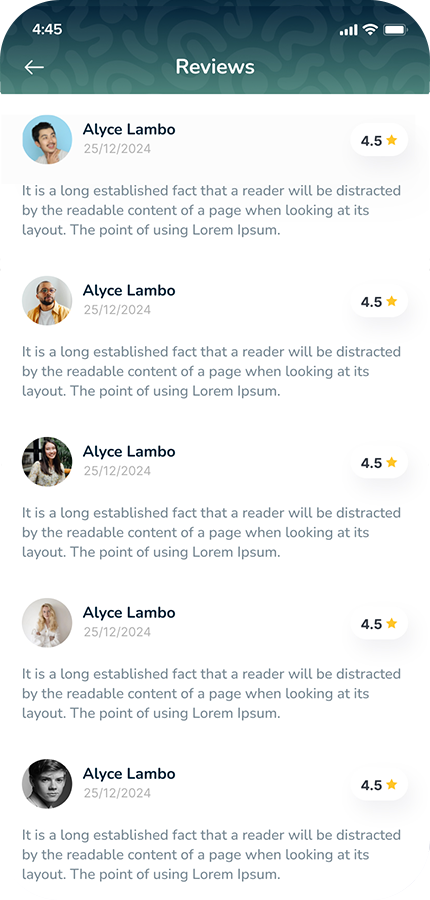 4:45
Reviews
Alyce Lambo
25/12/2024
4.5
It is a long established fact that a reader will be distracted
by the readable content of a page when looking at its
layout. The point of using Lorem Ipsum.
Alyce Lambo
25/12/2024
4.5
It is a long established fact that a reader will be distracted
by the readable content of a page when looking at its
layout. The point of using Lorem Ipsum.
Alyce Lambo
25/12/2024
4.5
It is a long established fact that a reader will be distracted
by the readable content of a page when looking at its
layout. The point of using Lorem Ipsum.
Alyce Lambo
25/12/2024
4.5
It is a long established fact that a reader will be distracted
by the readable content of a page when looking at its
layout. The point of using Lorem Ipsum.
Alyce Lambo
25/12/2024
4.5
It is a long established fact that a reader will be distracted
by the readable content of a page when looking at its
layout. The point of using Lorem Ipsum.